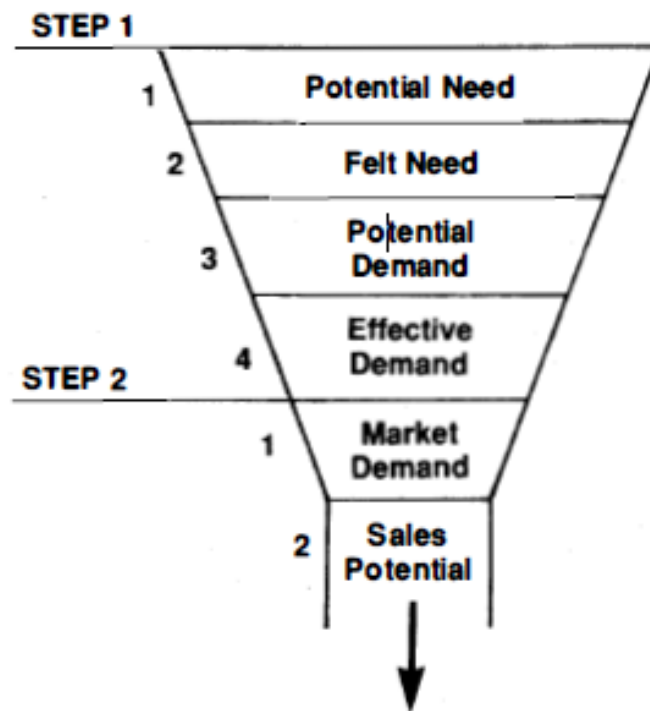 STEP 1
1 Potential Need
2 Felt Need
3 Potential
Demand
4 Effective
Demand
STEP 2
1 Market
Demand
2 Sales
Potential